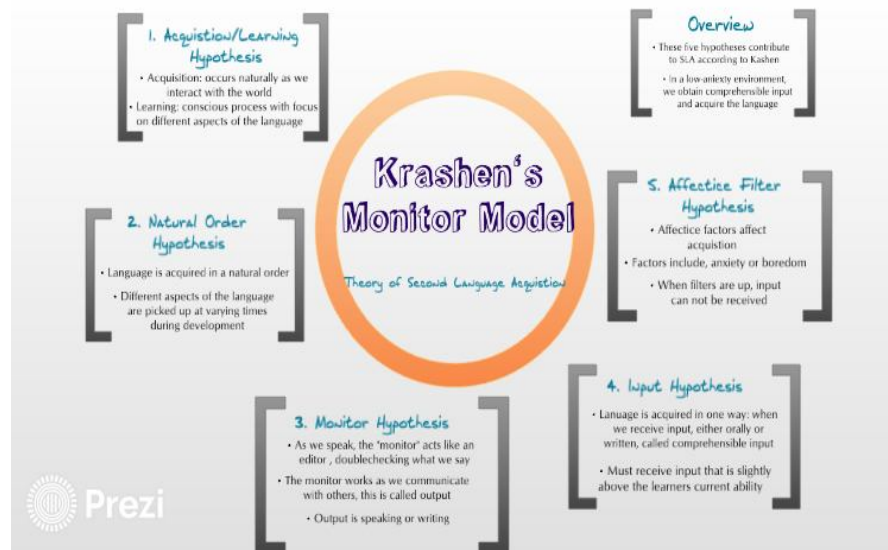 Krashen's
Monitor Model
Theory of Second Language Acquistion
1. Acquistion/Learning
Hypothesis
• Acquisition: occurs naturally as we
interact with the world
• Learning: conscious process with focus
on different aspects of the language
2. Natural Order
Hypothesis
• Language is acquired in a natural order
• Different aspects of the language
are picked up at varying times
during development
3. Monitor Hypothesis
• As we speak, the "monitor" acts like an
editor , doublechecking what we say
• The monitor works as we communicate
with others, this is called output
• Output is speaking or writing
4. Input Hypothesis
• Lanuage is acquired in one way: when
we receive input, either orally or
written, called comprehensible input
• Must receive input that is slightly
above the learners current ability
5. Affectice Filter
Hypothesis
• Affectice factors affect
acquistion
• Factors include, anxiety or boredom
• When filters are up, input
can not be received
Overview
• These five hypotheses contribute
to SLA according to Kashen
• In a low-aniexty environment,
we obtain comprehensible input
and acquire the language
Prezi